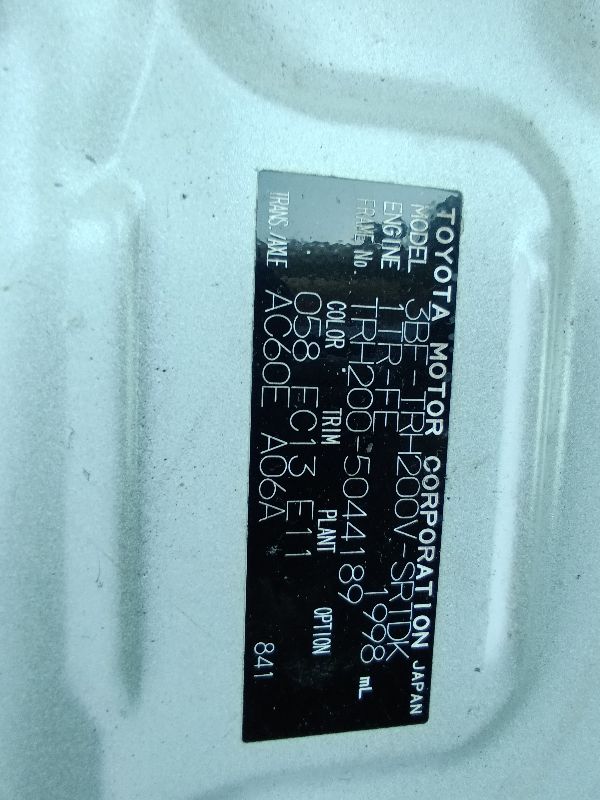 TOYOTA MOTOR CORPORATION JAPAN
MODEL 3BF-TRH200V-SRTDK
ENGINE 1TR-FE 1998 mL
FRAME No. TRH200-5044189
COLOR TRIM PLANT OPTION
058 FC13 E11
TRANS./AXLE AC60E A06A
841